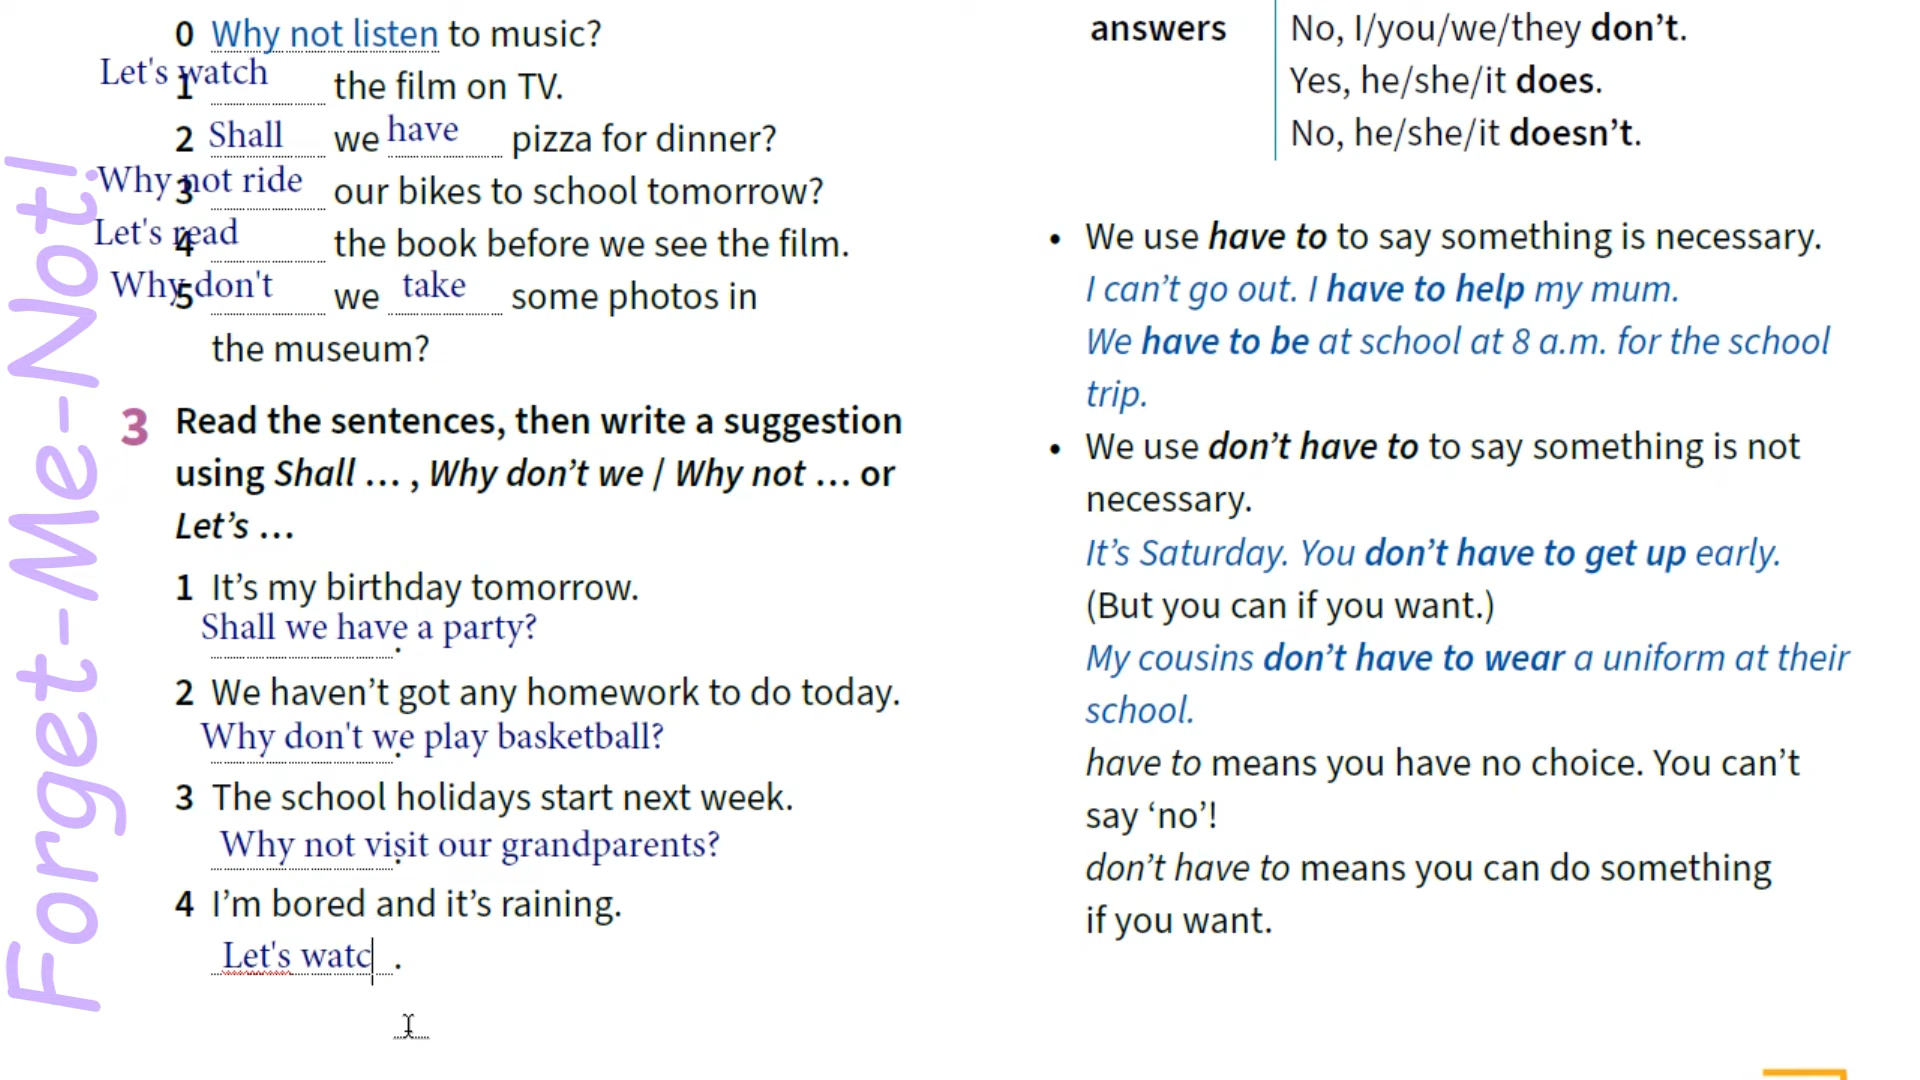 Forget-Me-Not!
0 Why not listen to music?
1 Let's watch the film on TV.
2 Shall we have pizza for dinner?
3 Why not ride our bikes to school tomorrow?
4 Let's read the book before we see the film.
5 Why don't we take some photos in
the museum?
3 Read the sentences, then write a suggestion
using Shall … , Why don't we / Why not … or
Let's …
1 It's my birthday tomorrow.
Shall we have a party? .
2 We haven't got any homework to do today.
Why don't we play basketball? .
3 The school holidays start next week.
Why not visit our grandparents? .
4 I'm bored and it's raining.
Let's watc .
answers
No, I/you/we/they don't.
Yes, he/she/it does.
No, he/she/it doesn't.
• We use have to to say something is necessary.
I can't go out. I have to help my mum.
We have to be at school at 8 a.m. for the school
trip.
• We use don't have to to say something is not
necessary.
It's Saturday. You don't have to get up early.
(But you can if you want.)
My cousins don't have to wear a uniform at their
school.
have to means you have no choice. You can't
say 'no'!
don't have to means you can do something
if you want.